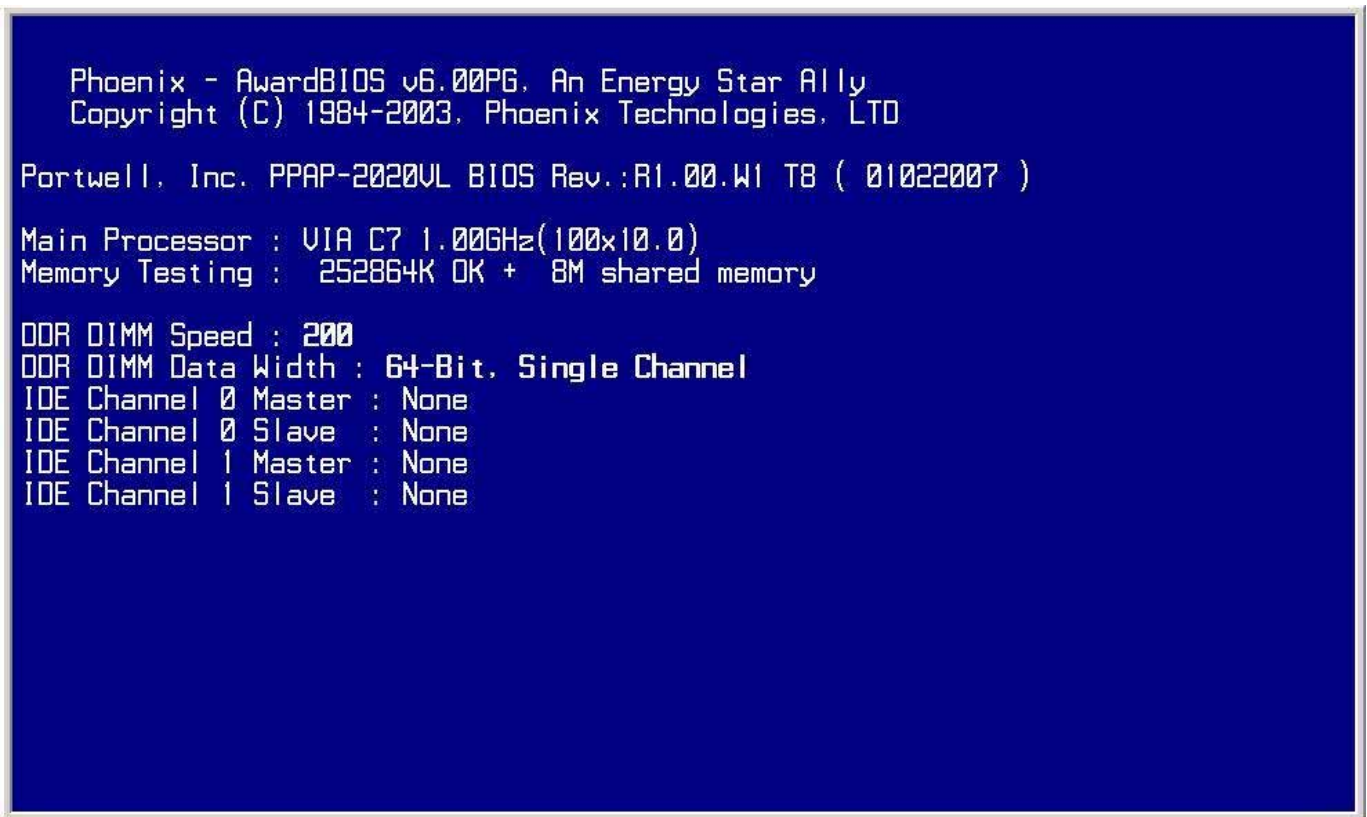 Phoenix - AwardBIOS v6.00PG, An Energy Star Ally
Copyright (C) 1984-2003, Phoenix Technologies, LTD
Portwell, Inc. PPAP-2020VL BIOS Rev.:R1.00.W1 T8 ( 01022007 )
Main Processor : VIA C7 1.00GHz(100x10.0)
Memory Testing :  252864K OK +  8M shared memory
DDR DIMM Speed : 200
DDR DIMM Data Width : 64-Bit, Single Channel
IDE Channel 0 Master : None
IDE Channel 0 Slave  : None
IDE Channel 1 Master : None
IDE Channel 1 Slave  : None